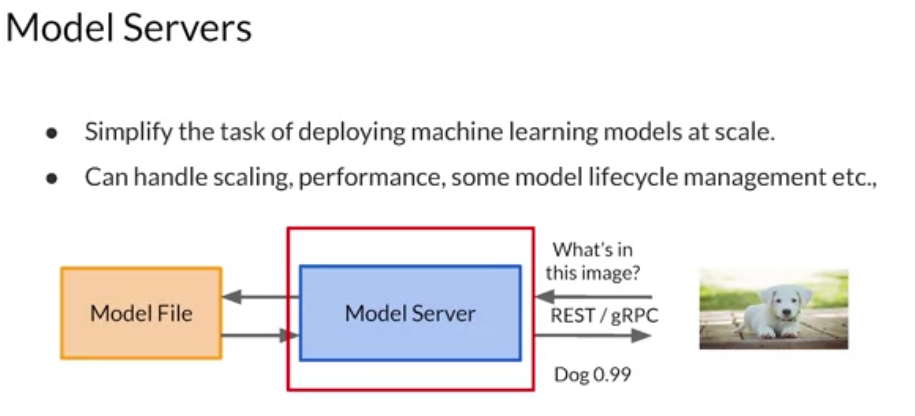 Model Servers
● Simplify the task of deploying machine learning models at scale.
● Can handle scaling, performance, some model lifecycle management etc.,
Model File
Model Server
What's in
this image?
REST / gRPC
Dog 0.99